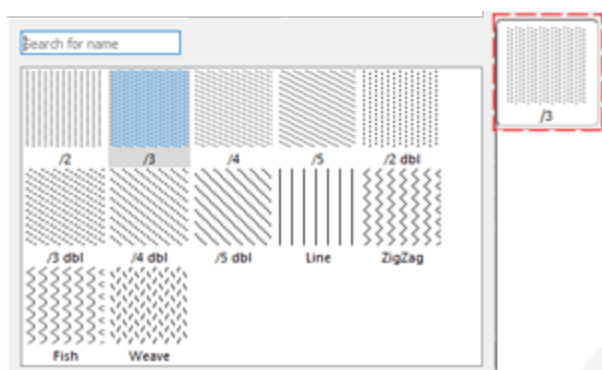 Search for name
/2 /3 /4 /5 /2 dbl
/3 dbl /4 dbl /5 dbl Line ZigZag
Fish Weave
/3